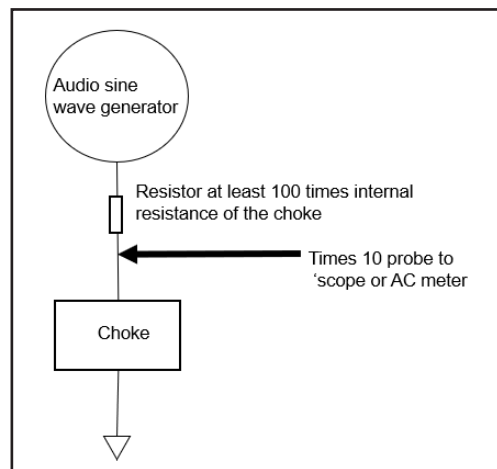 Audio sine
wave generator
Resistor at least 100 times internal
resistance of the choke
Times 10 probe to
‘scope or AC meter
Choke